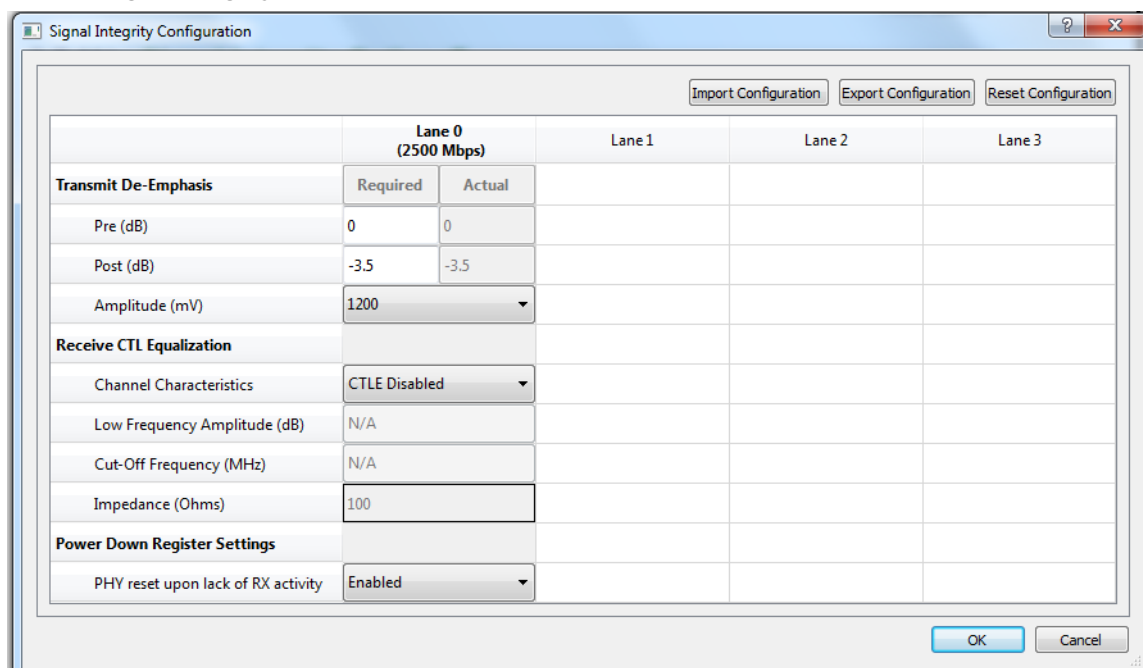 Signal Integrity Configuration
Import Configuration Export Configuration Reset Configuration
Lane 0
(2500 Mbps) Lane 1 Lane 2 Lane 3
Transmit De-Emphasis Required Actual
Pre (dB) 0 0
Post (dB) -3.5 -3.5
Amplitude (mV) 1200
Receive CTL Equalization
Channel Characteristics CTLE Disabled
Low Frequency Amplitude (dB) N/A
Cut-Off Frequency (MHz) N/A
Impedance (Ohms) 100
Power Down Register Settings
PHY reset upon lack of RX activity Enabled
OK Cancel